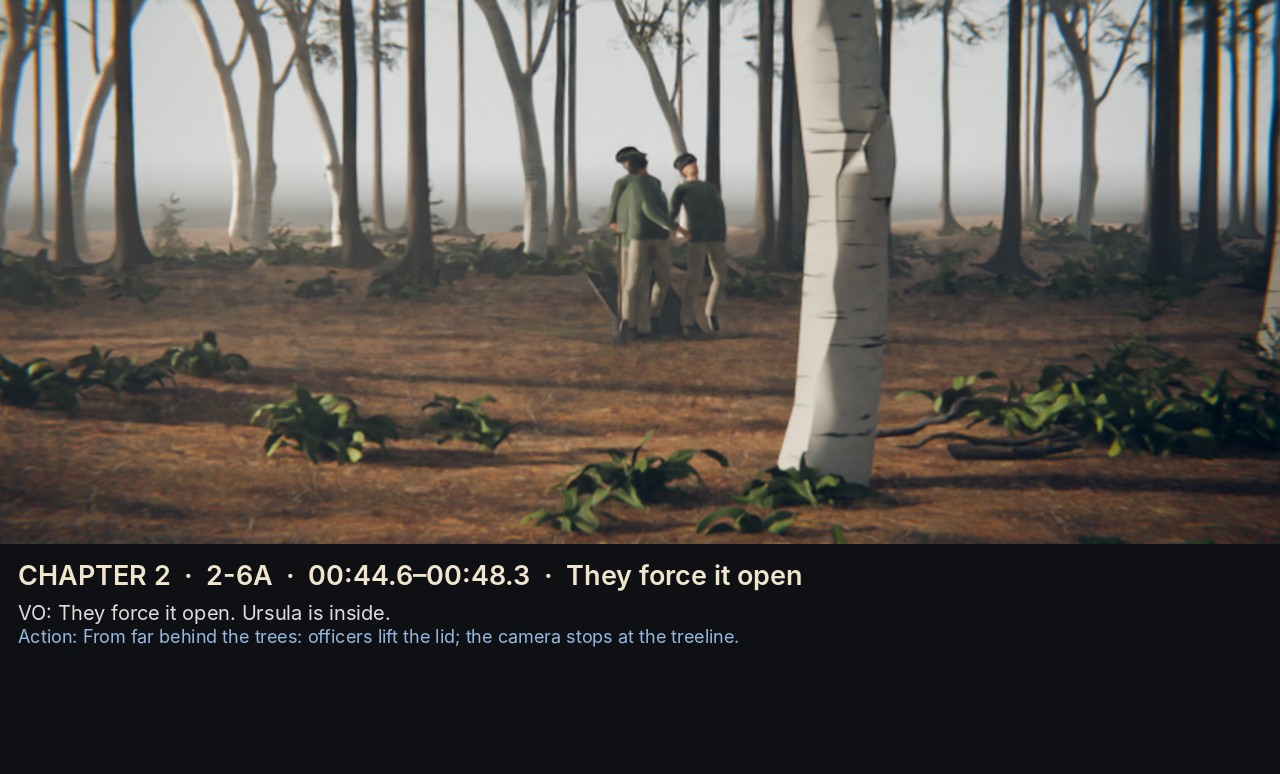 CHAPTER 2 · 2-6A · 00:44.6–00:48.3 · They force it open
VO: They force it open. Ursula is inside.
Action: From far behind the trees: officers lift the lid; the camera stops at the treeline.